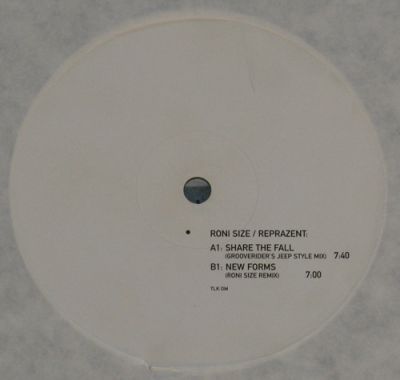 RONI SIZE / REPRAZENT:
A1: SHARE THE FALL
(GROOVERIDER'S JEEP STYLE MIX) 7:40
B1: NEW FORMS
(RONI SIZE REMIX) 7:00
TLK DM